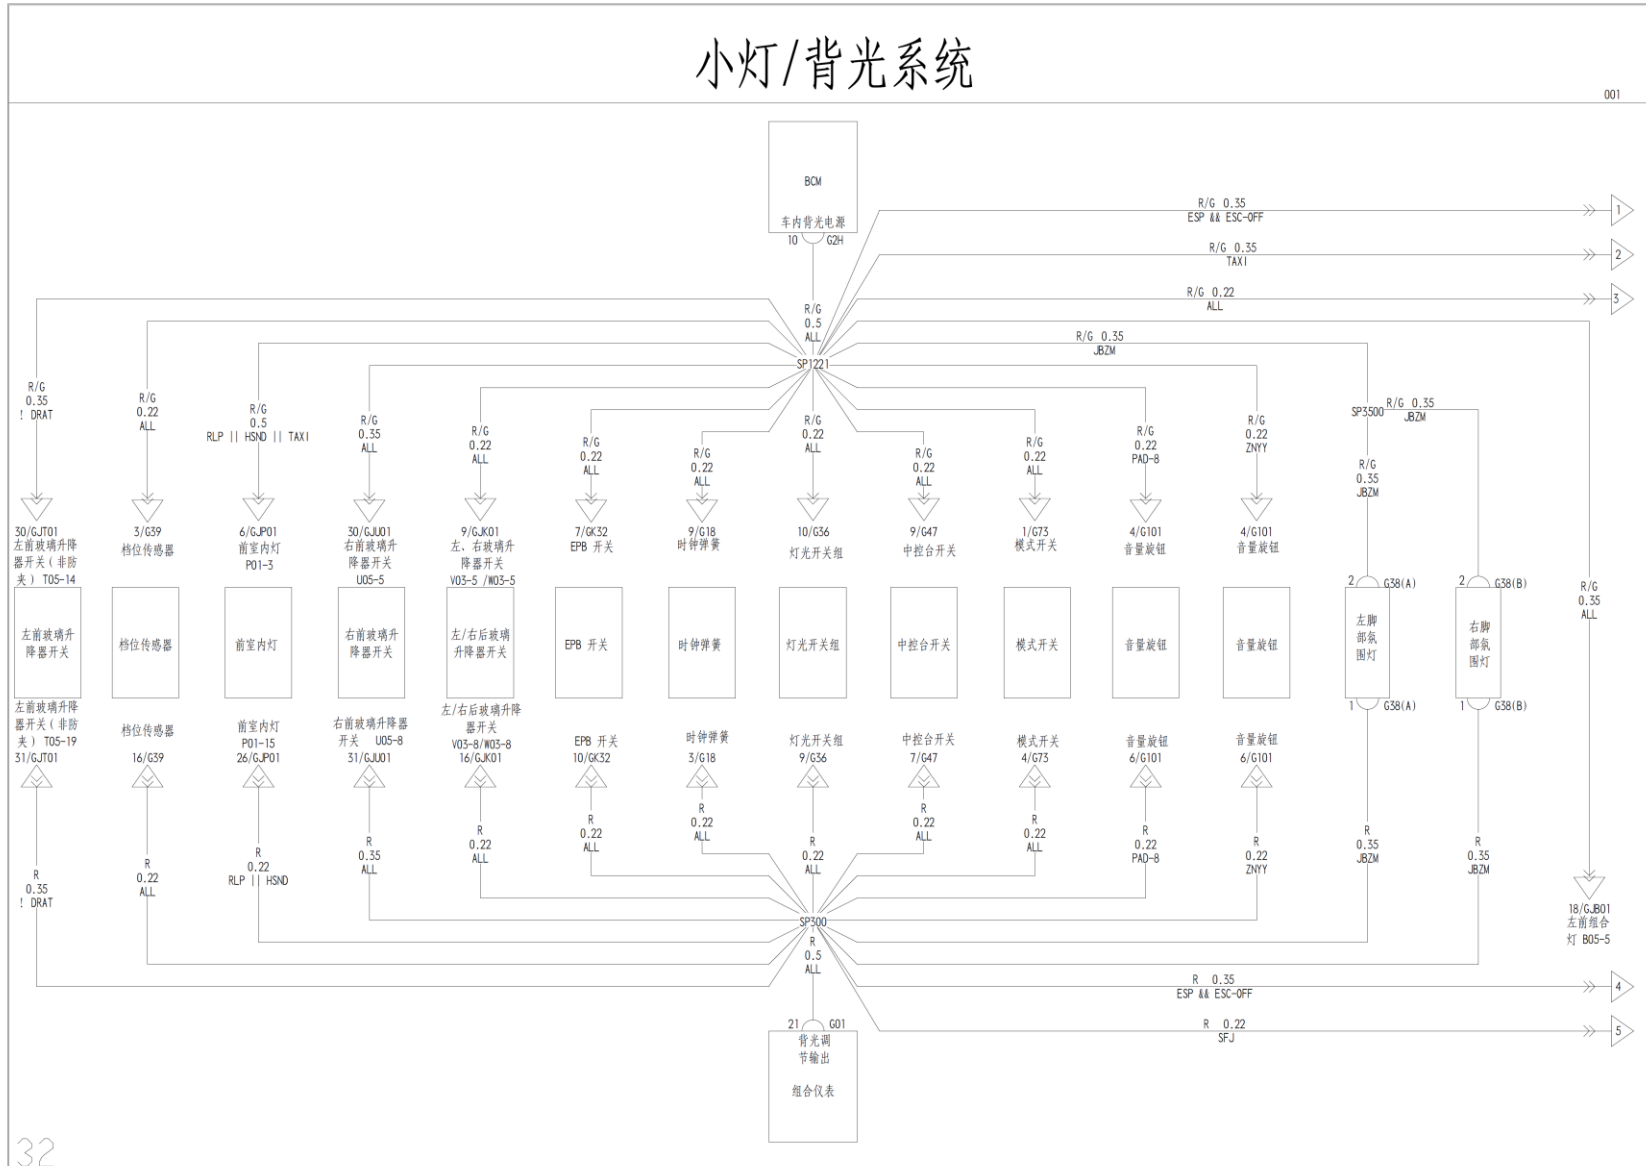 小灯/背光系统
001
BCM
车内背光电源
10 G2H
R/G 0.35
ESP && ESC-OFF
1
R/G 0.35
TAXI
2
R/G 0.22
ALL
3
R/G
0.5
ALL
R/G 0.35
JBZM
SP1221
R/G
0.35
! DRAT
R/G
0.22
ALL
R/G
0.5
RLP || HSND || TAXI
R/G
0.35
ALL
R/G
0.22
ALL
R/G
0.22
ALL
R/G
0.22
ALL
R/G
0.22
ALL
R/G
0.22
ALL
R/G
0.22
ALL
R/G
0.22
PAD-8
R/G
0.22
ZNYY
SP3500
R/G 0.35
JBZM
R/G
0.35
JBZM
30/GJT01
左前玻璃升降
器开关(非防
夹) T05-14
3/G39
档位传感器
6/GJP01
前室内灯
P01-3
30/GJU01
右前玻璃升
降器开关
U05-5
9/GJK01
左、右玻璃升
降器开关
V03-5 /W03-5
7/GK32
EPB 开关
9/G18
时钟弹簧
10/G36
灯光开关组
9/G47
中控台开关
1/G73
模式开关
4/G101
音量旋钮
4/G101
音量旋钮
2 G38(A)
2 G38(B)
R/G
0.35
ALL
左前玻璃升
降器开关
档位传感器
前室内灯
右前玻璃升
降器开关
左/右后玻璃
升降器开关
EPB 开关
时钟弹簧
灯光开关组
中控台开关
模式开关
音量旋钮
音量旋钮
左脚
部氛
围灯
右脚
部氛
围灯
左前玻璃升降
器开关(非防
夹) T05-19
31/GJT01
档位传感器
16/G39
前室内灯
P01-15
26/GJP01
右前玻璃升降器
开关 U05-8
31/GJU01
左/右后玻璃升降
器开关
V03-8/W03-8
16/GJK01
EPB 开关
10/GK32
时钟弹簧
3/G18
灯光开关组
9/G36
中控台开关
7/G47
模式开关
4/G73
音量旋钮
6/G101
音量旋钮
6/G101
1 G38(A)
1 G38(B)
R
0.35
! DRAT
R
0.22
ALL
R
0.22
RLP || HSND
R
0.35
ALL
R
0.22
ALL
R
0.22
ALL
R
0.22
ALL
R
0.22
ALL
R
0.22
ALL
R
0.22
ALL
R
0.22
PAD-8
R
0.22
ZNYY
R
0.35
JBZM
R
0.35
JBZM
18/GJB01
左前组合
灯 B05-5
SP300
R
0.5
ALL
R 0.35
ESP && ESC-OFF
4
R 0.22
SFJ
5
21 G01
背光调
节输出
组合仪表
32